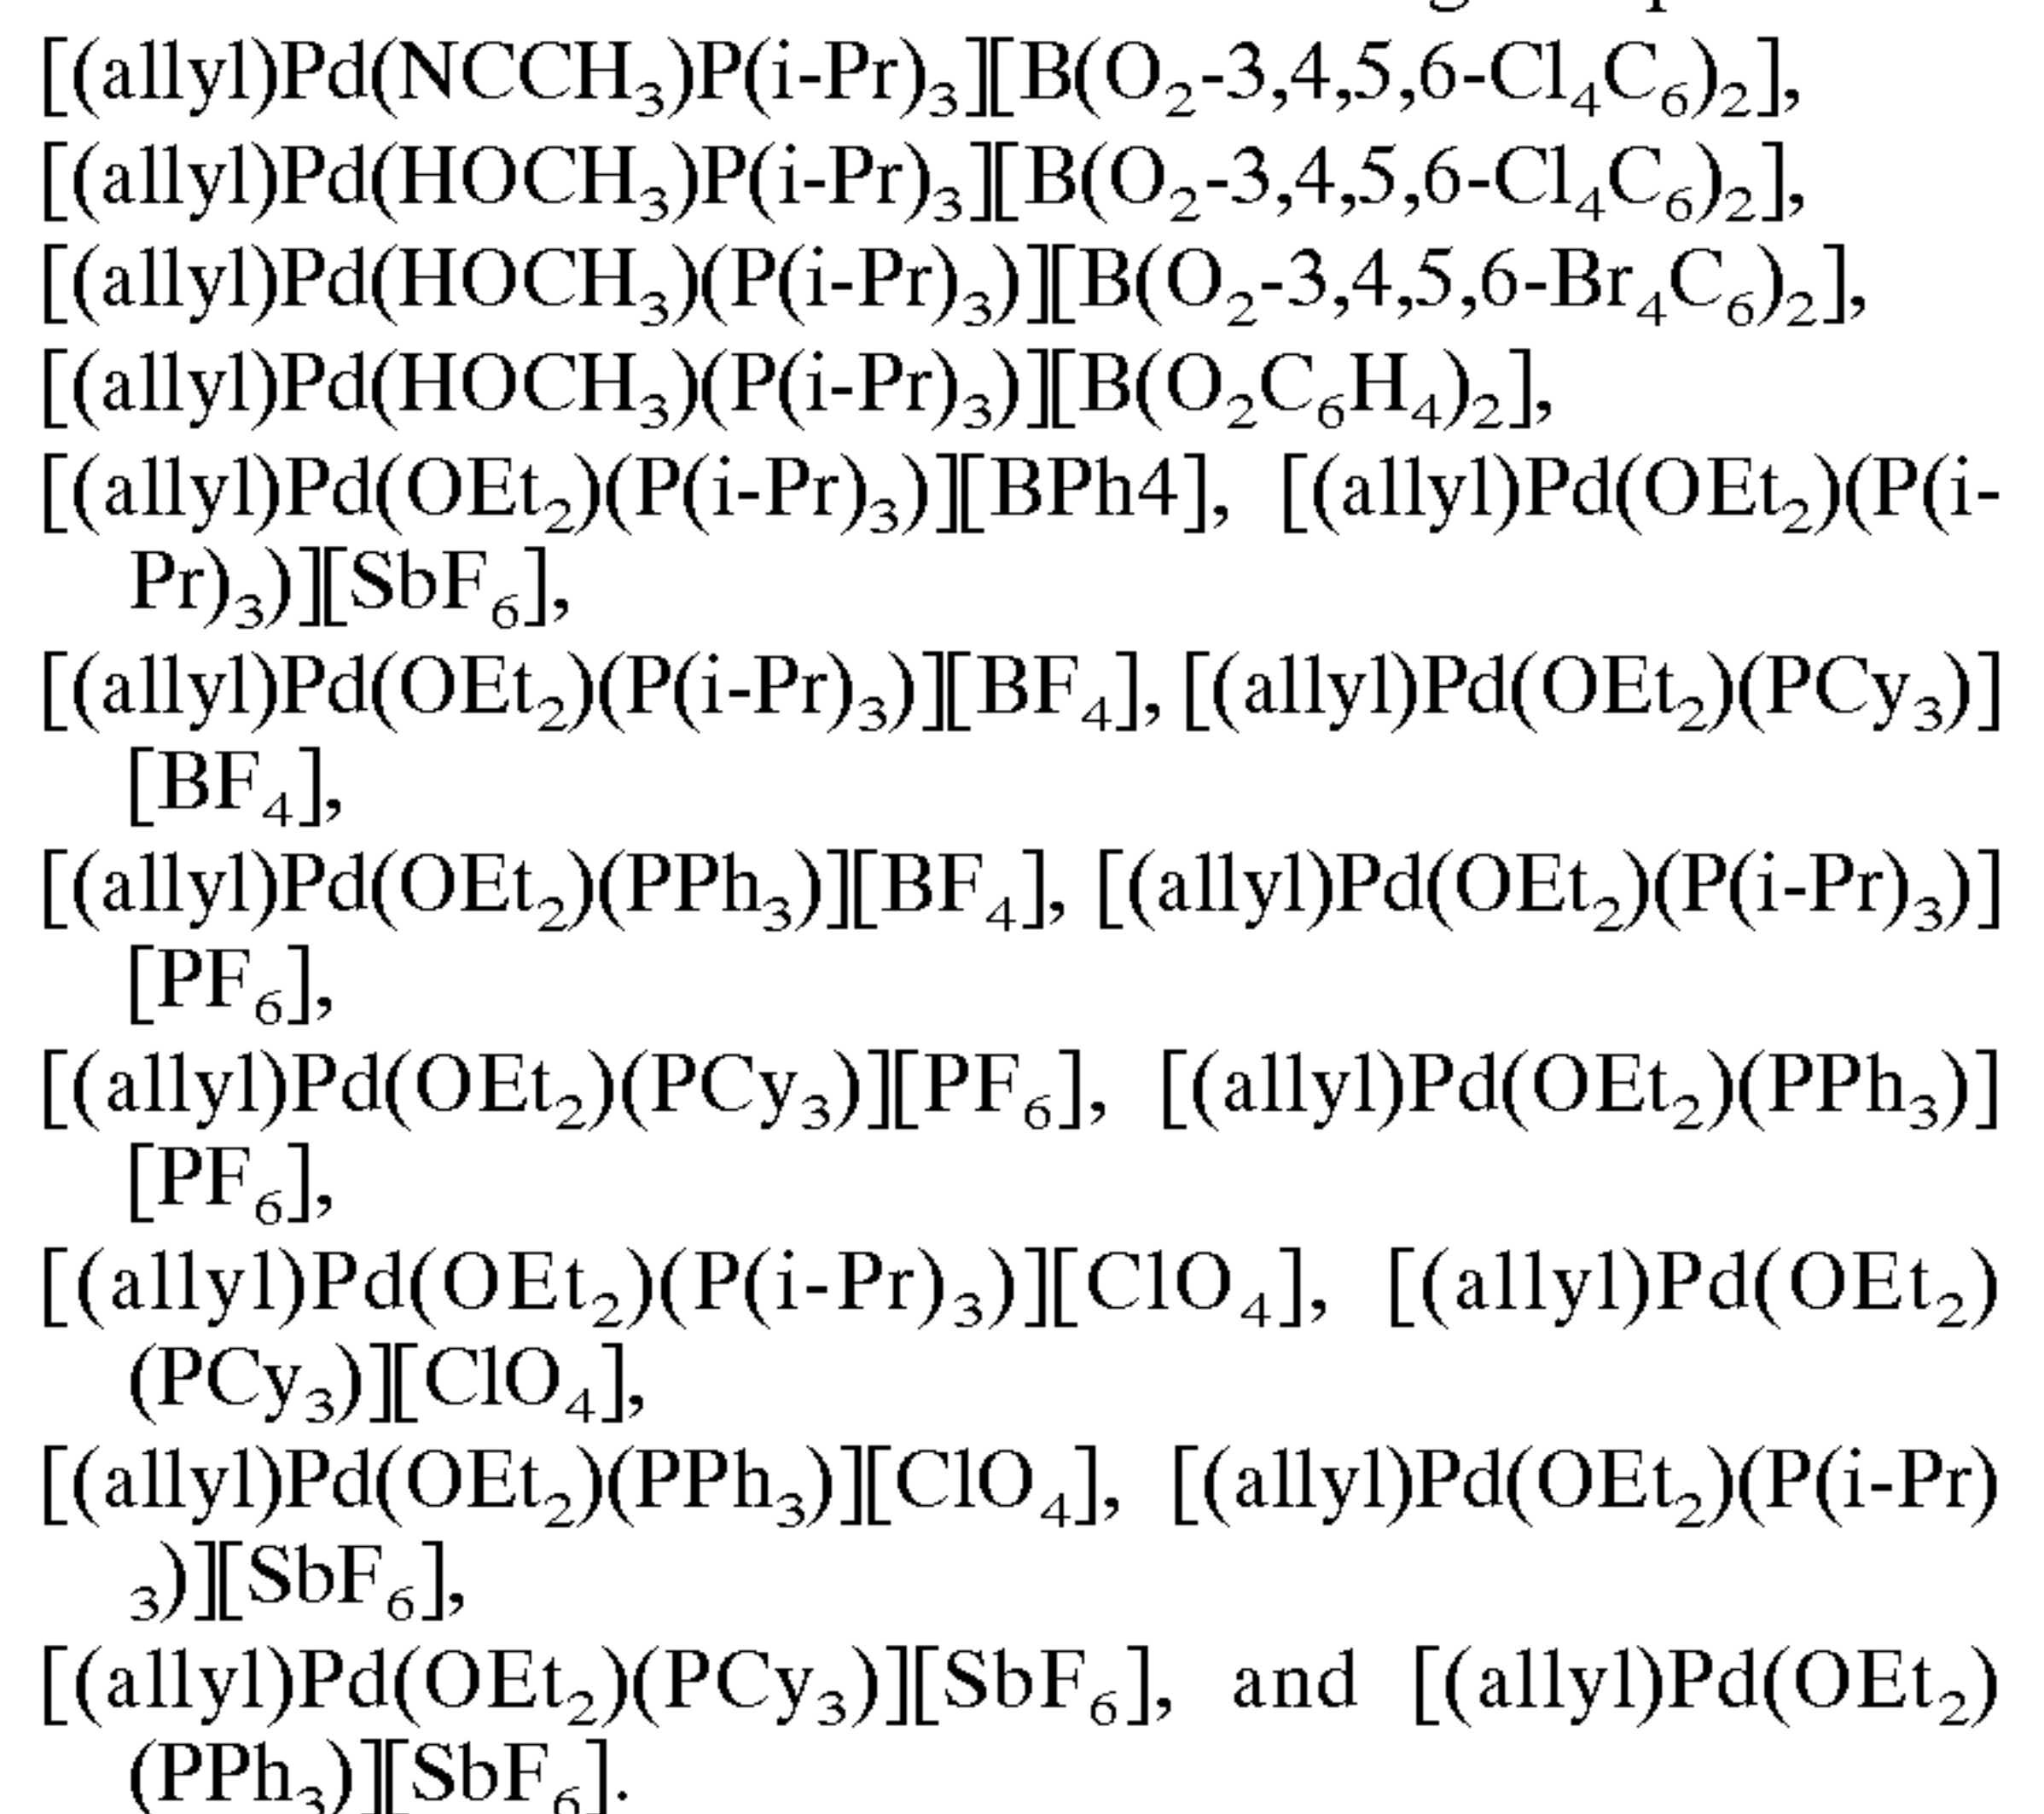 [(allyl)Pd(NCCH₃)P(i-Pr)₃][B(O₂-3,4,5,6-Cl₄C₆)₂],
[(allyl)Pd(HOCH₃)P(i-Pr)₃][B(O₂-3,4,5,6-Cl₄C₆)₂],
[(allyl)Pd(HOCH₃)(P(i-Pr)₃)][B(O₂-3,4,5,6-Br₄C₆)₂],
[(allyl)Pd(HOCH₃)(P(i-Pr)₃)][B(O₂C₆H₄)₂],
[(allyl)Pd(OEt₂)(P(i-Pr)₃)][BPh4], [(allyl)Pd(OEt₂)(P(i-
Pr)₃)][SbF₆],
[(allyl)Pd(OEt₂)(P(i-Pr)₃)][BF₄], [(allyl)Pd(OEt₂)(PCy₃)]
[BF₄],
[(allyl)Pd(OEt₂)(PPh₃)][BF₄], [(allyl)Pd(OEt₂)(P(i-Pr)₃)]
[PF₆],
[(allyl)Pd(OEt₂)(PCy₃)][PF₆], [(allyl)Pd(OEt₂)(PPh₃)]
[PF₆],
[(allyl)Pd(OEt₂)(P(i-Pr)₃)][ClO₄], [(allyl)Pd(OEt₂)
(PCy₃)][ClO₄],
[(allyl)Pd(OEt₂)(PPh₃)][ClO₄], [(allyl)Pd(OEt₂)(P(i-Pr)
₃)][SbF₆],
[(allyl)Pd(OEt₂)(PCy₃)][SbF₆], and [(allyl)Pd(OEt₂)
(PPh₃)][SbF₆].